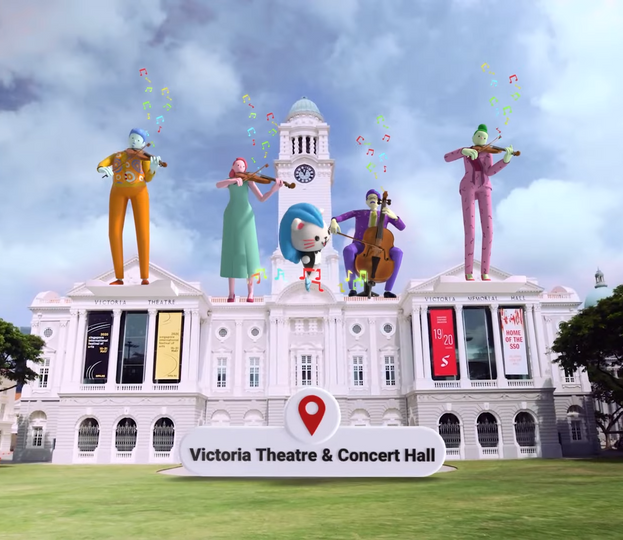 VICTORIA THEATRE
VICTORIA MEMORIAL HALL
19
20
HOME
OF THE
SSO
Victoria Theatre & Concert Hall